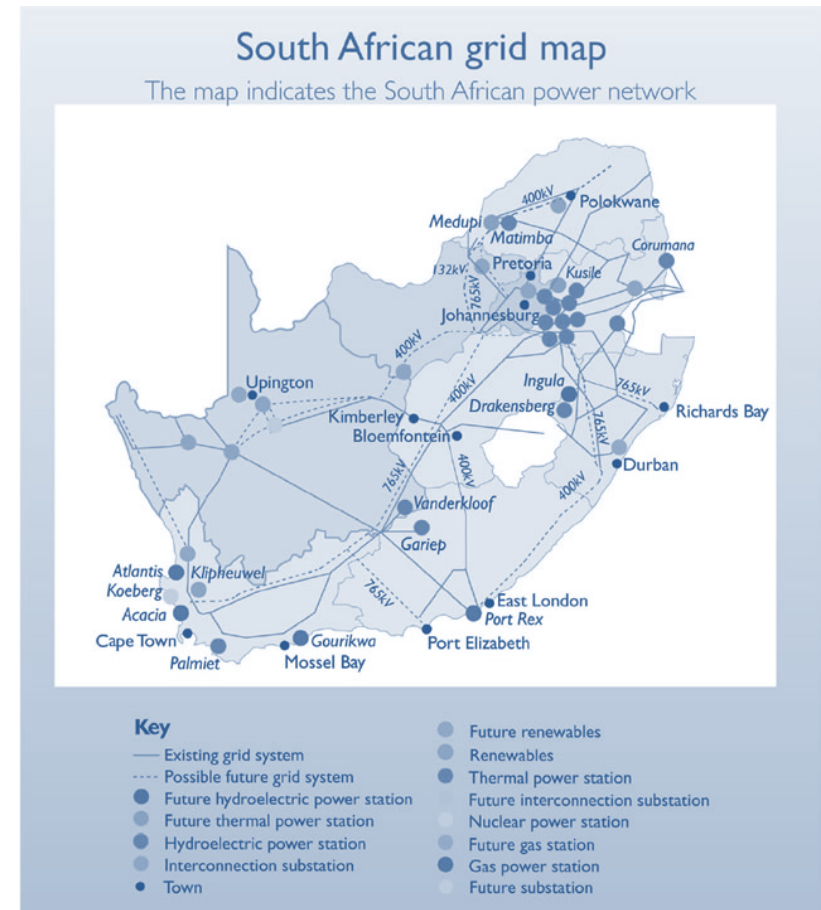 South African grid map
The map indicates the South African power network
400kV
Polokwane
Medupi
Matimba
Corumana
132kV
Pretoria
Kusile
765kV
Johannesburg
400kV
Upington
400kV
Ingula
765kV
Drakensberg
Richards Bay
Kimberley
Bloemfontein
765kV
Durban
765kV
400kV
400kV
Vanderkloof
Gariep
Atlantis
Klipheuwel
Koeberg
765kV
Acacia
East London
Port Rex
Cape Town
Gourikwa
Port Elizabeth
Palmiet
Mossel Bay
Key
Existing grid system
Possible future grid system
Future hydroelectric power station
Future thermal power station
Hydroelectric power station
Interconnection substation
Town
Future renewables
Renewables
Thermal power station
Future interconnection substation
Nuclear power station
Future gas station
Gas power station
Future substation